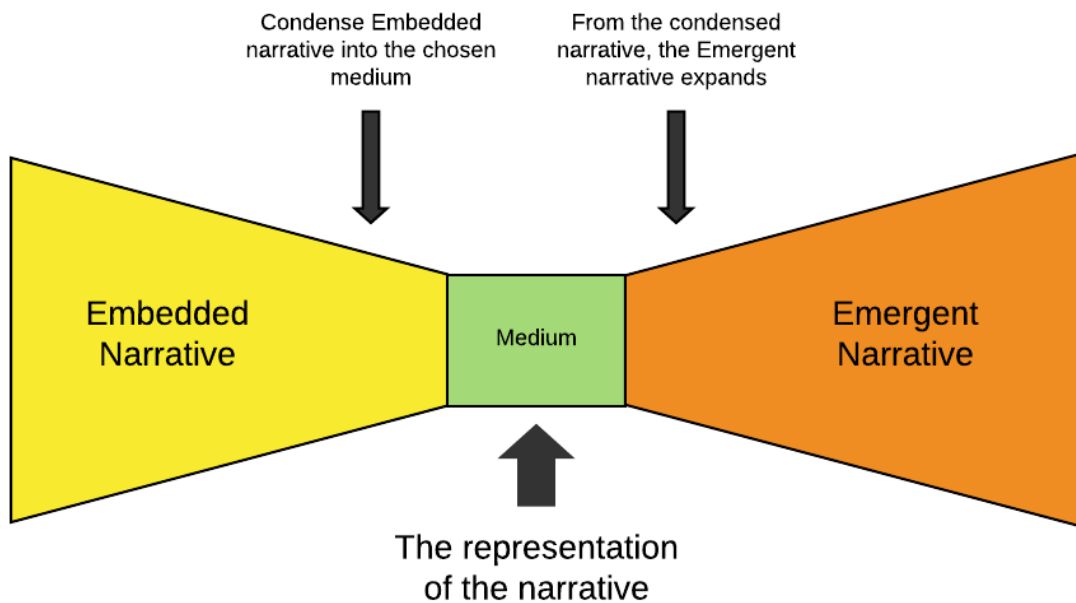 Condense Embedded
narrative into the chosen
medium
From the condensed
narrative, the Emergent
narrative expands
Embedded
Narrative
Medium
Emergent
Narrative
The representation
of the narrative